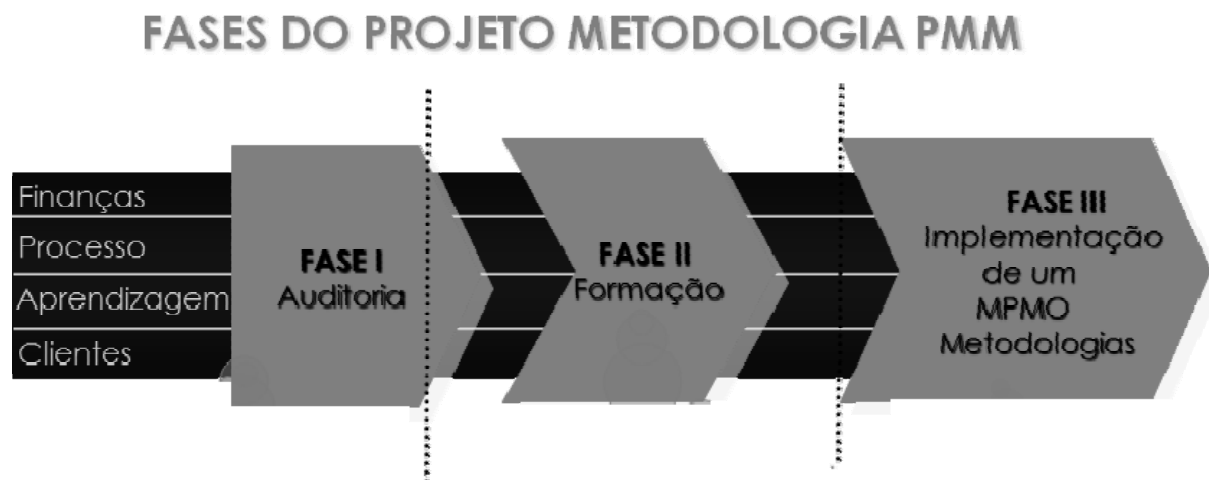 FASES DO PROJETO METODOLOGIA PMM
Finanças
Processo
Aprendizagem
Clientes
FASE I
Auditoria
FASE II
Formação
FASE III
Implementação
de um
MPMO
Metodologias